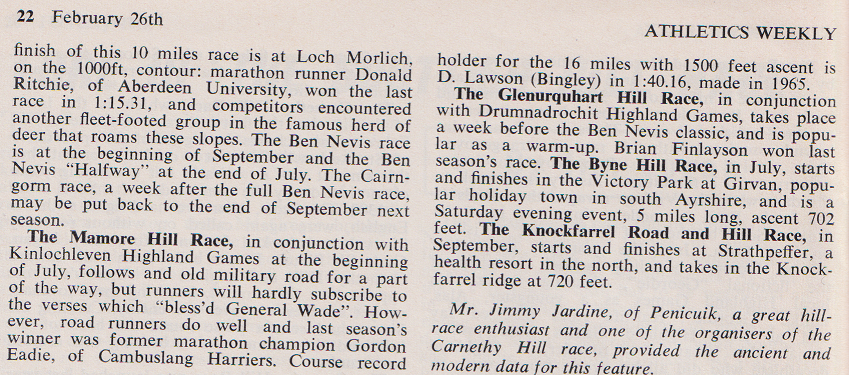 22 February 26th
ATHLETICS WEEKLY
finish of this 10 miles race is at Loch Morlich,
on the 1000ft, contour: marathon runner Donald
Ritchie, of Aberdeen University, won the last
race in 1:15.31, and competitors encountered
another fleet-footed group in the famous herd of
deer that roams these slopes. The Ben Nevis race
is at the beginning of September and the Ben
Nevis "Halfway" at the end of July. The Cairn-
gorm race, a week after the full Ben Nevis race,
may be put back to the end of September next
season.
The Mamore Hill Race, in conjunction with
Kinlochleven Highland Games at the beginning
of July, follows and old military road for a part
of the way, but runners will hardly subscribe to
the verses which "bless'd General Wade". How-
ever, road runners do well and last season's
winner was former marathon champion Gordon
Eadie, of Cambuslang Harriers. Course record
holder for the 16 miles with 1500 feet ascent is
D. Lawson (Bingley) in 1:40.16, made in 1965.
The Glenurquhart Hill Race, in conjunction
with Drumnadrochit Highland Games, takes place
a week before the Ben Nevis classic, and is popu-
lar as a warm-up. Brian Finlayson won last
season's race. The Byne Hill Race, in July, starts
and finishes in the Victory Park at Girvan, popu-
lar holiday town in south Ayrshire, and is a
Saturday evening event, 5 miles long, ascent 702
feet. The Knockfarrel Road and Hill Race, in
September, starts and finishes at Strathpeffer, a
health resort in the north, and takes in the Knock-
farrel ridge at 720 feet.
Mr. Jimmy Jardine, of Penicuik, a great hill-
race enthusiast and one of the organisers of the
Carnethy Hill race, provided the ancient and
modern data for this feature.